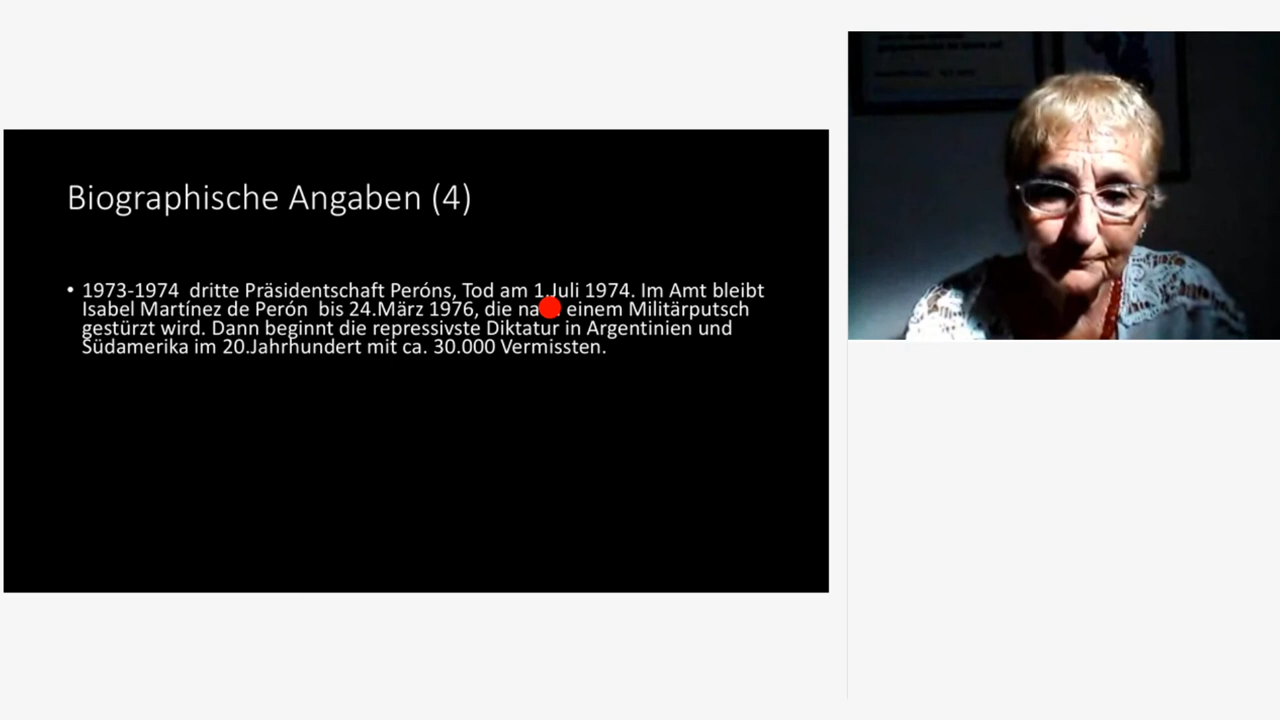 Biographische Angaben (4)
• 1973-1974 dritte Präsidentschaft Peróns, Tod am 1.Juli 1974. Im Amt bleibt
Isabel Martínez de Perón bis 24.März 1976, die einem Militärputsch
gestürzt wird. Dann beginnt die repressivste Diktatur in Argentinien und
Südamerika im 20.Jahrhundert mit ca. 30.000 Vermissten.